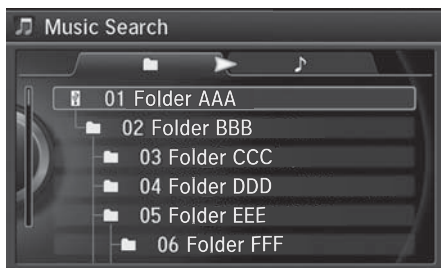 Music Search
01 Folder AAA
02 Folder BBB
03 Folder CCC
04 Folder DDD
05 Folder EEE
06 Folder FFF